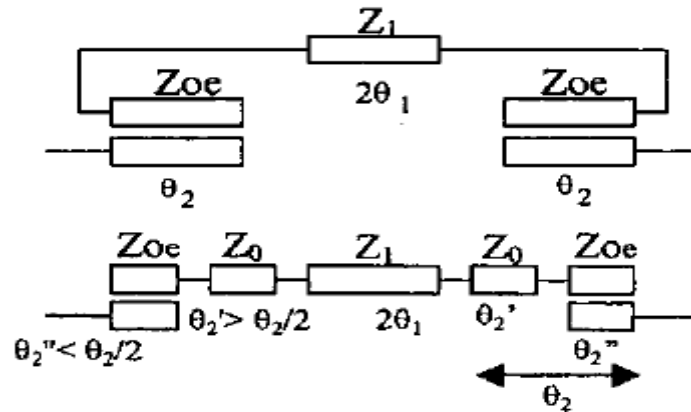 Z₁
Zoe Zoe
2θ₁
θ₂ θ₂
Zoe Z₀ Z₁ Z₀ Zoe
θ₂"< θ₂/2 θ₂'> θ₂/2 2θ₁ θ₂' θ₂"
θ₂